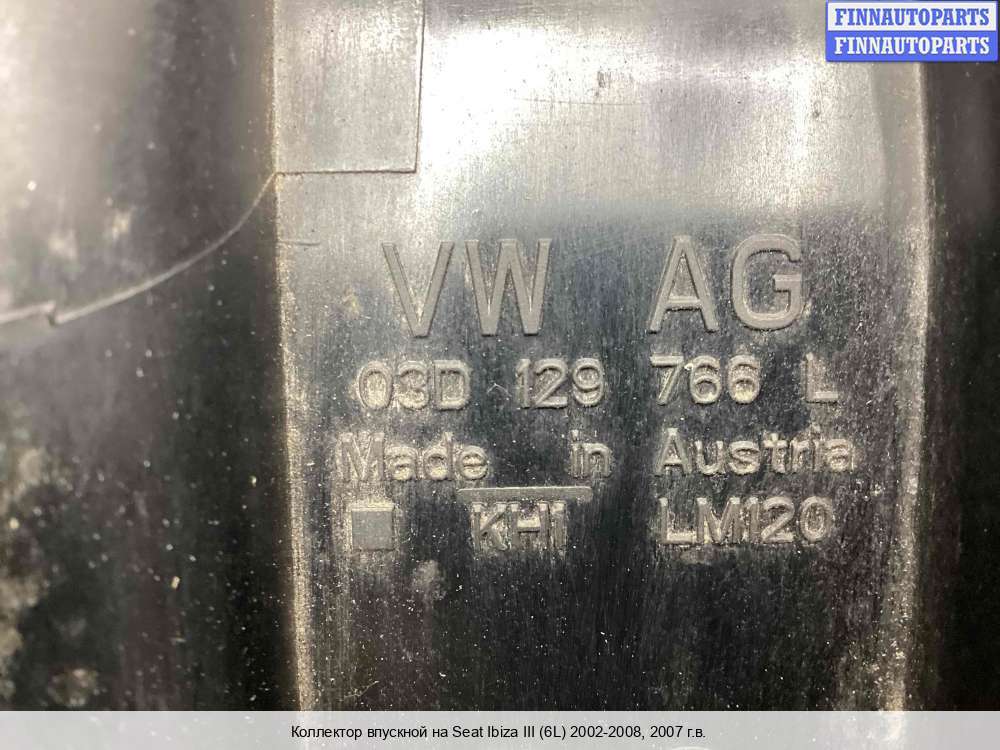 FINNAUTOPARTS
FINNAUTOPARTS
VW AG
03D 129 766 L
Made in Austria
KH1 LM120
Коллектор впускной на Seat Ibiza III (6L) 2002-2008, 2007 г.в.